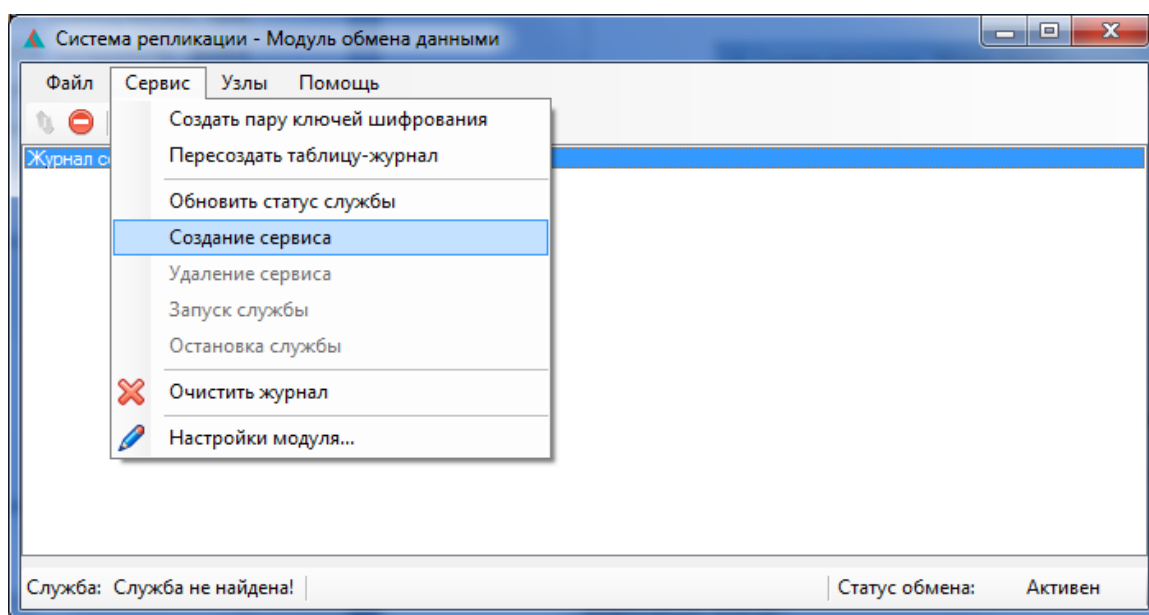 Система репликации - Модуль обмена данными
Файл Сервис Узлы Помощь
Создать пару ключей шифрования
Журнал
Пересоздать таблицу-журнал
Обновить статус службы
Создание сервиса
Удаление сервиса
Запуск службы
Остановка службы
Очистить журнал
Настройки модуля...
Служба: Служба не найдена! Статус обмена: Активен